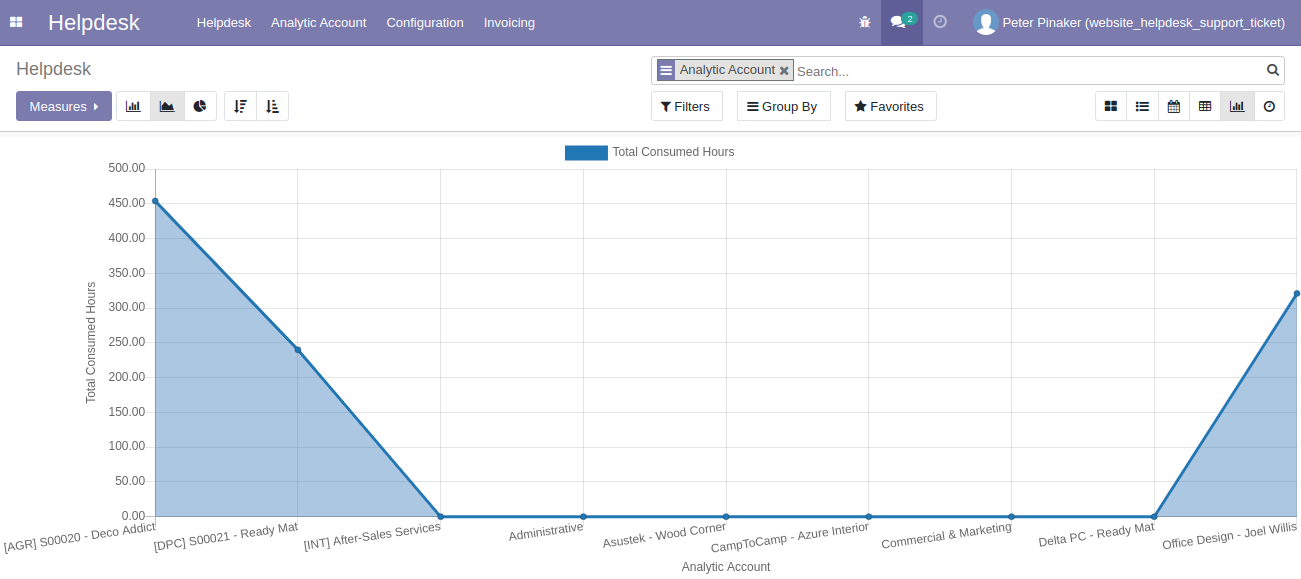 Helpdesk
Helpdesk Analytic Account Configuration Invoicing
2
Peter Pinaker (website_helpdesk_support_ticket)
Helpdesk
Analytic Account Search...
Measures
Filters Group By Favorites
Total Consumed Hours
500.00
450.00
400.00
350.00
300.00
250.00
200.00
150.00
100.00
50.00
0.00
Total Consumed Hours
[AGR] S00020 - Deco Addict
[DPC] S00021 - Ready Mat
[INT] After-Sales Services
Administrative
Asustek - Wood Corner
CampToCamp - Azure Interior
Commercial & Marketing
Delta PC - Ready Mat
Office Design - Joel Willis
Analytic Account